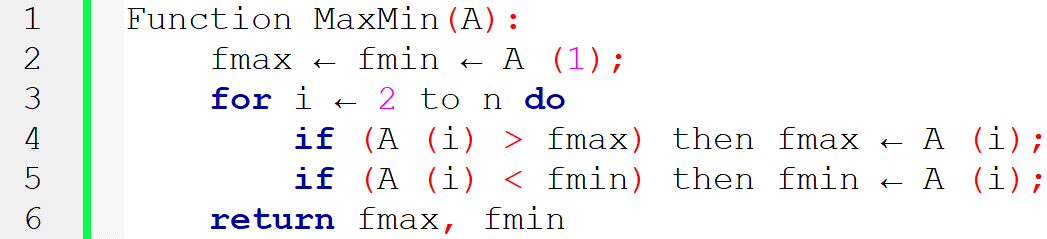 1 Function MaxMin(A):
2 fmax ← fmin ← A (1);
3 for i ← 2 to n do
4 if (A (i) > fmax) then fmax ← A (i);
5 if (A (i) < fmin) then fmin ← A (i);
6 return fmax, fmin